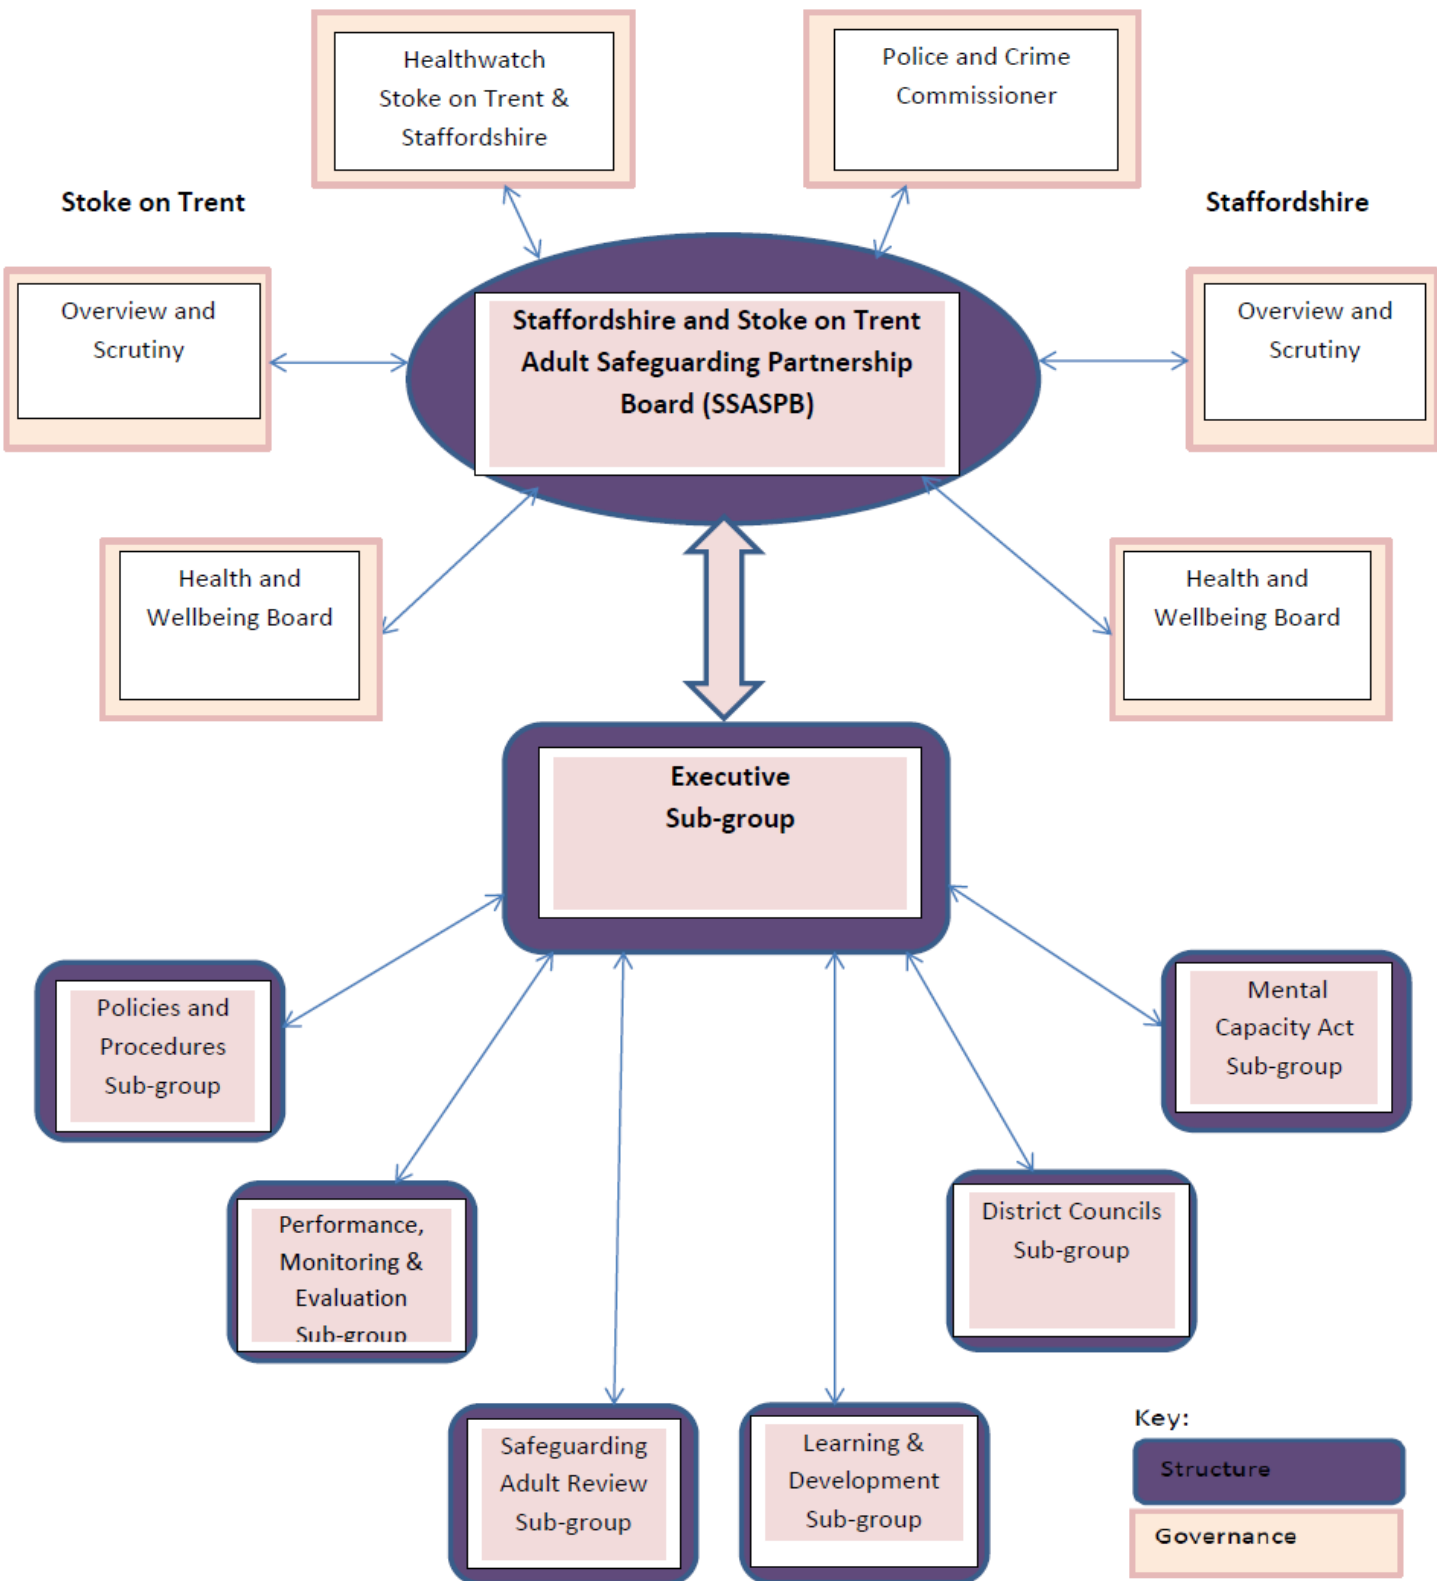 Healthwatch
Stoke on Trent &
Staffordshire
Police and Crime
Commissioner
Stoke on Trent
Staffordshire
Overview and
Scrutiny
Staffordshire and Stoke on Trent
Adult Safeguarding Partnership
Board (SSASPB)
Overview and
Scrutiny
Health and
Wellbeing Board
Health and
Wellbeing Board
Executive
Sub-group
Policies and
Procedures
Sub-group
Mental
Capacity Act
Sub-group
Performance,
Monitoring &
Evaluation
Sub-group
District Councils
Sub-group
Safeguarding
Adult Review
Sub-group
Learning &
Development
Sub-group
Key:
Structure
Governance